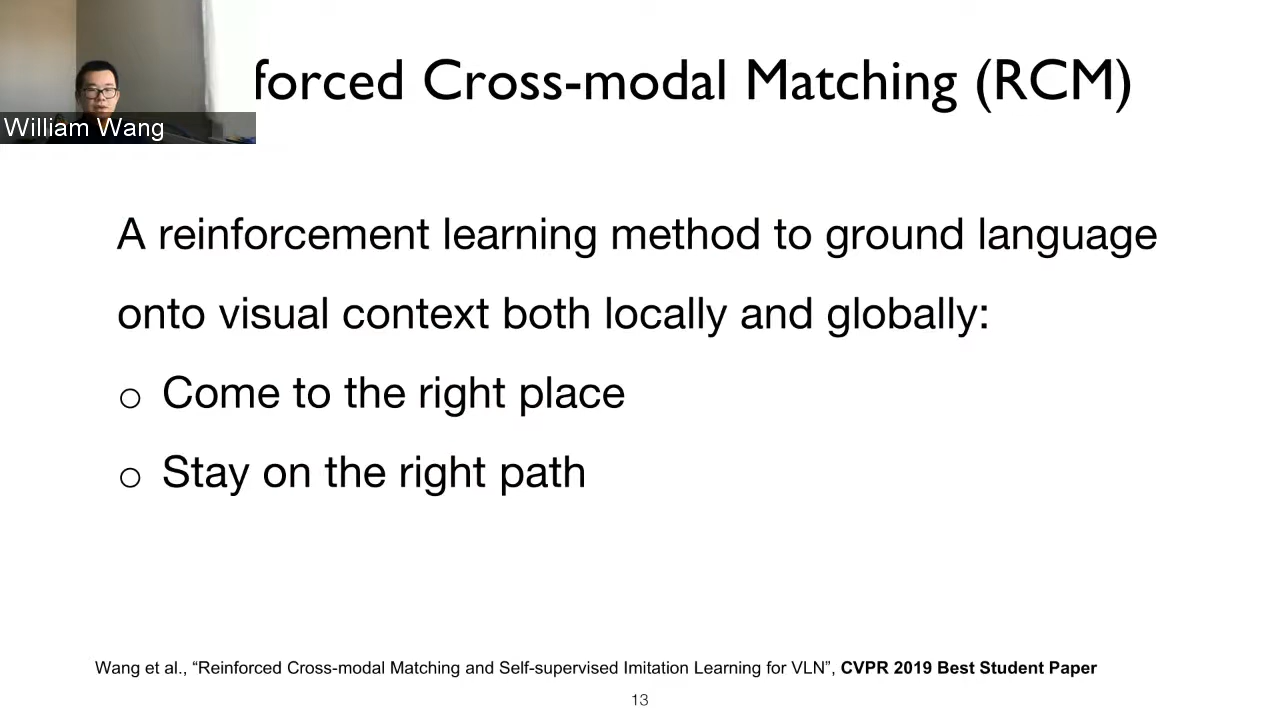 forced Cross-modal Matching (RCM)
William Wang
A reinforcement learning method to ground language
onto visual context both locally and globally:
Come to the right place
Stay on the right path
Wang et al., “Reinforced Cross-modal Matching and Self-supervised Imitation Learning for VLN”, CVPR 2019 Best Student Paper
13